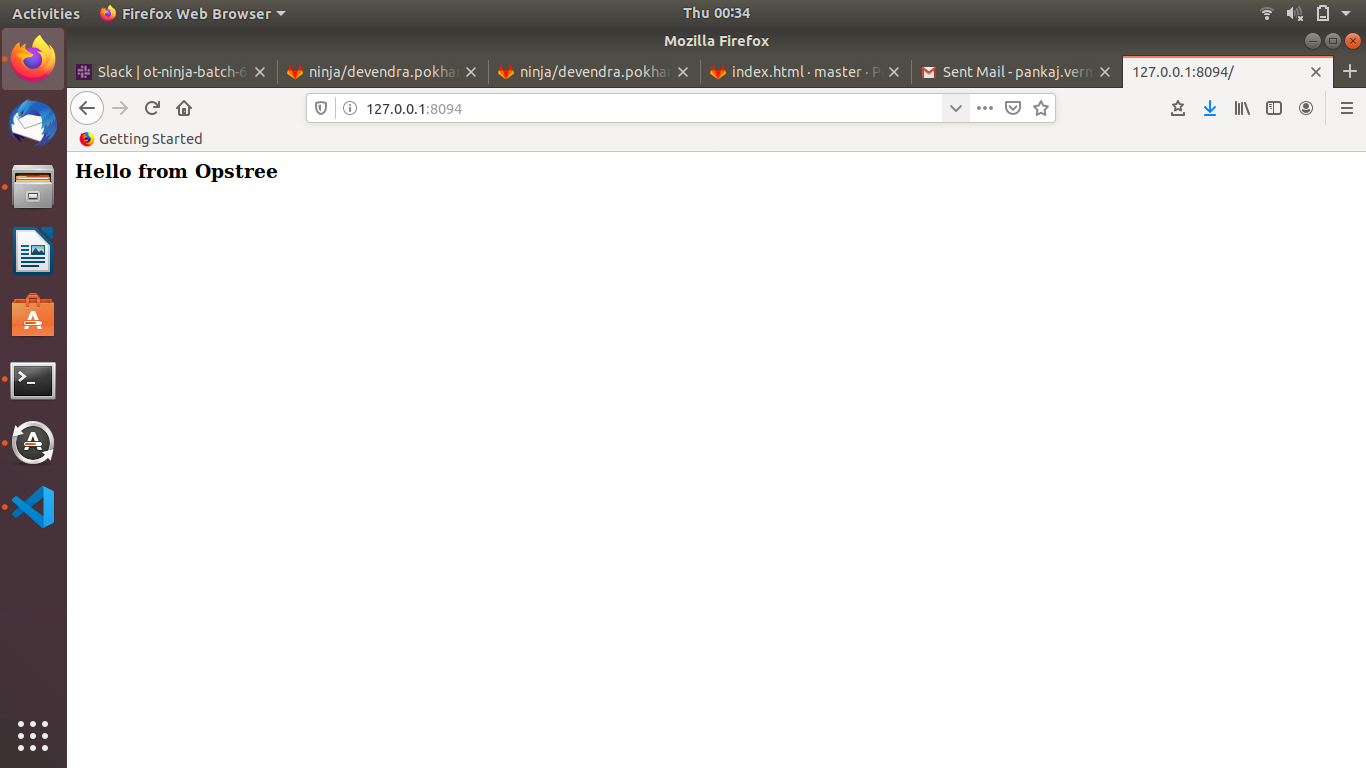 Activities
Firefox Web Browser
Thu 00:34
Mozilla Firefox
Slack | ot-ninja-batch-6
ninja/devendra.pokhar
ninja/devendra.pokhar
index.html · master · P
Sent Mail - pankaj.verm
127.0.0.1:8094/
127.0.0.1:8094
Getting Started
Hello from Opstree